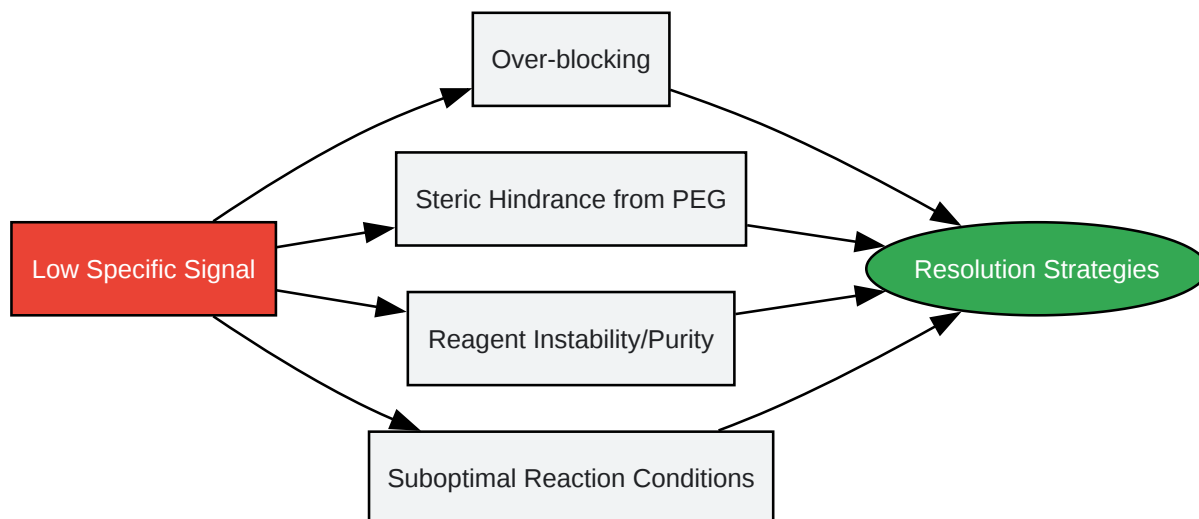 Over-blocking
Steric Hindrance from PEG
Low Specific Signal
Resolution Strategies
Reagent Instability/Purity
Suboptimal Reaction Conditions